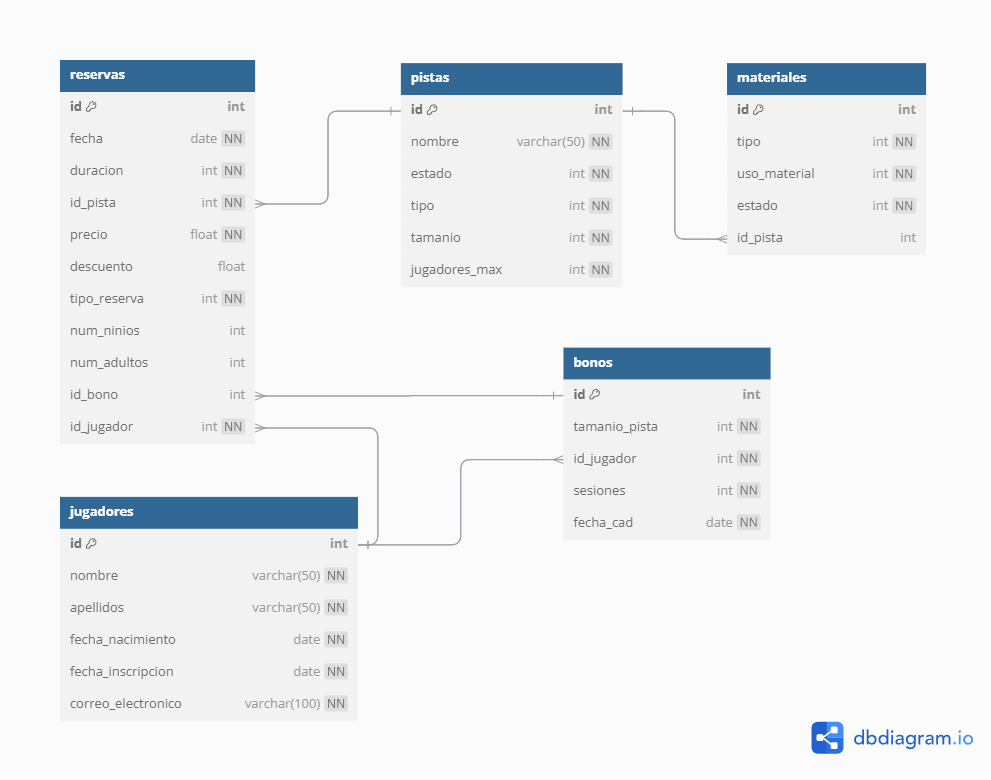 reservas
id int
fecha date NN
duracion int NN
id_pista int NN
precio float NN
descuento float
tipo_reserva int NN
num_ninios int
num_adultos int
id_bono int
id_jugador int NN
pistas
id int
nombre varchar(50) NN
estado int NN
tipo int NN
tamanio int NN
jugadores_max int NN
materiales
id int
tipo int NN
uso_material int NN
estado int NN
id_pista int
bonos
id int
tamanio_pista int NN
id_jugador int NN
sesiones int NN
fecha_cad date NN
jugadores
id int
nombre varchar(50) NN
apellidos varchar(50) NN
fecha_nacimiento date NN
fecha_inscripcion date NN
correo_electronico varchar(100) NN
dbdiagram.io